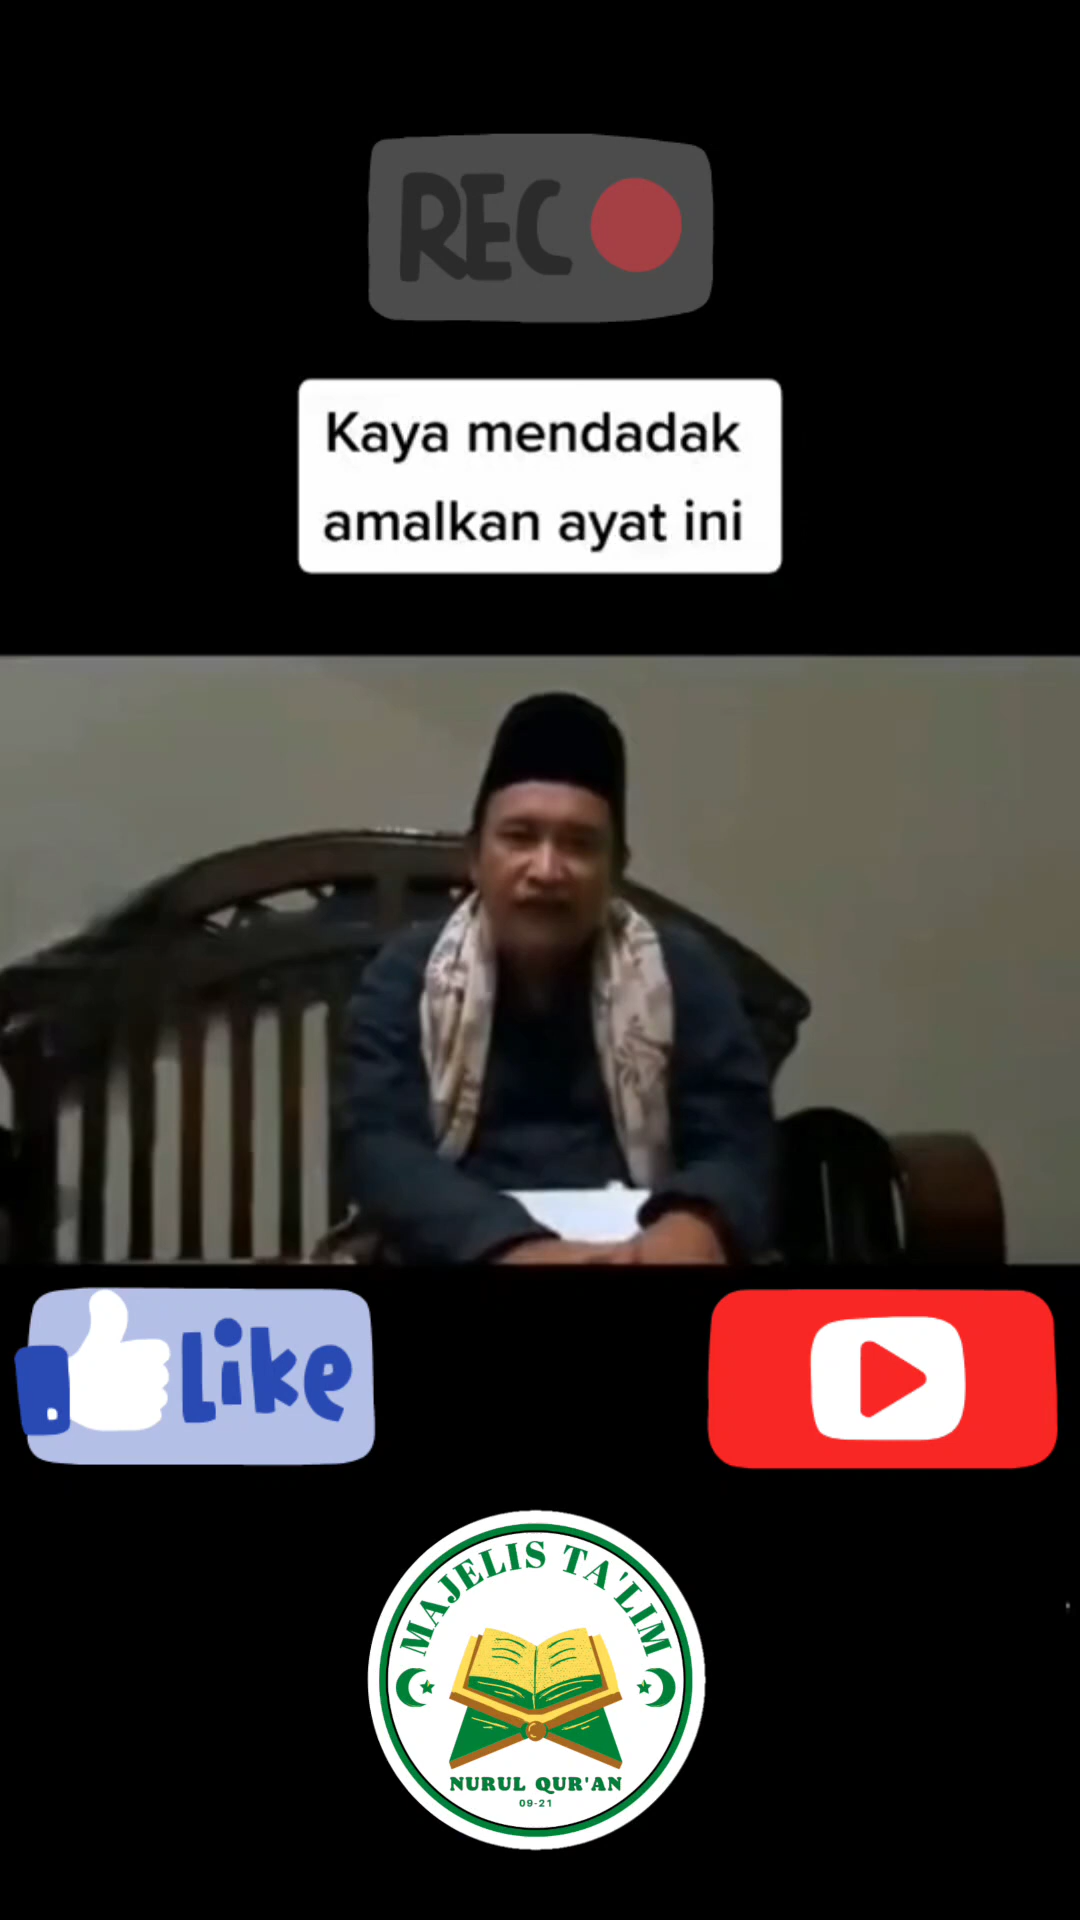 REC
Kaya mendadak
amalkan ayat ini
Like
MAJELIS TA'LIM
NURUL QUR'AN
09-21